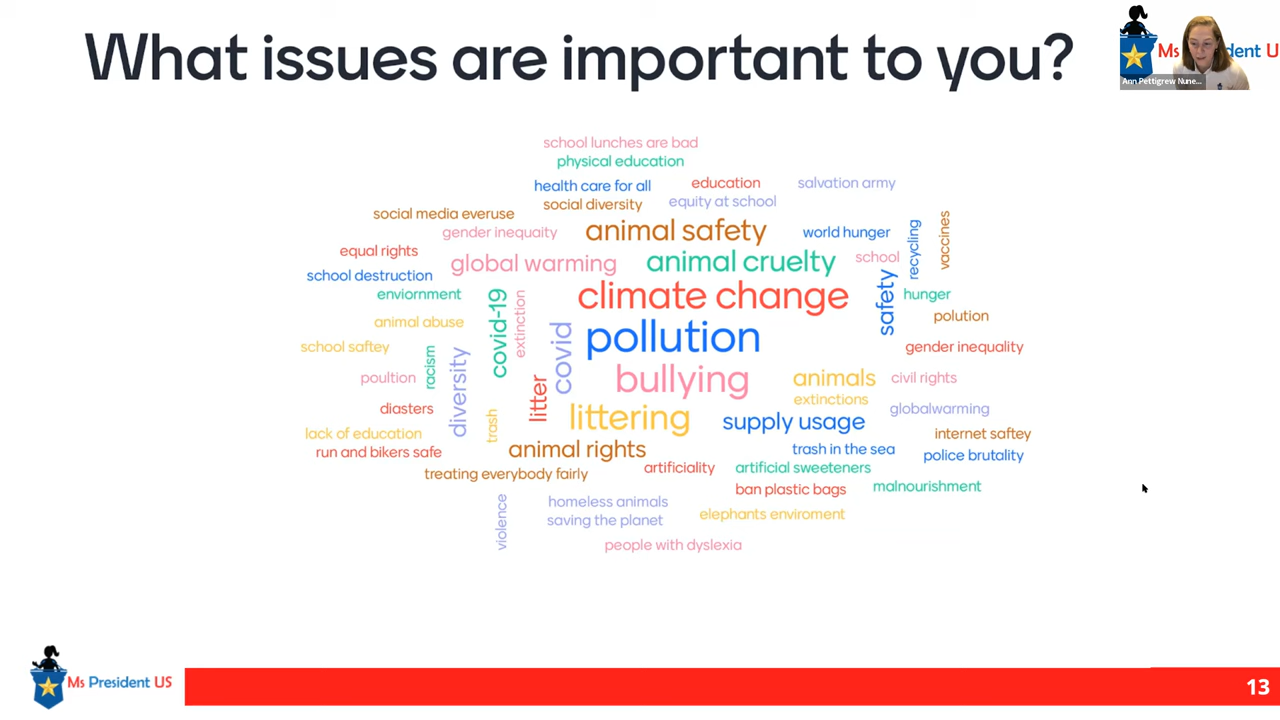 What issues are important to you?
Ms President US
Ann Pettigrew Nune...
school lunches are bad
physical education
health care for all
education
salvation army
social diversity
equity at school
social media everuse
gender inequaity
animal safety
world hunger
recycling
vaccines
equal rights
global warming
animal cruelty
school
school destruction
enviornment
covid-19
extinction
climate change
safety
hunger
animal abuse
polution
school saftey
racism
diversity
covid
pollution
gender inequality
poultion
litter
bullying
animals
civil rights
extinctions
diasters
trash
littering
supply usage
globalwarming
lack of education
internet saftey
run and bikers safe
animal rights
trash in the sea
police brutality
treating everybody fairly
artificiality
artificial sweeteners
ban plastic bags
malnourishment
violence
homeless animals
saving the planet
elephants enviroment
people with dyslexia
Ms President US
13